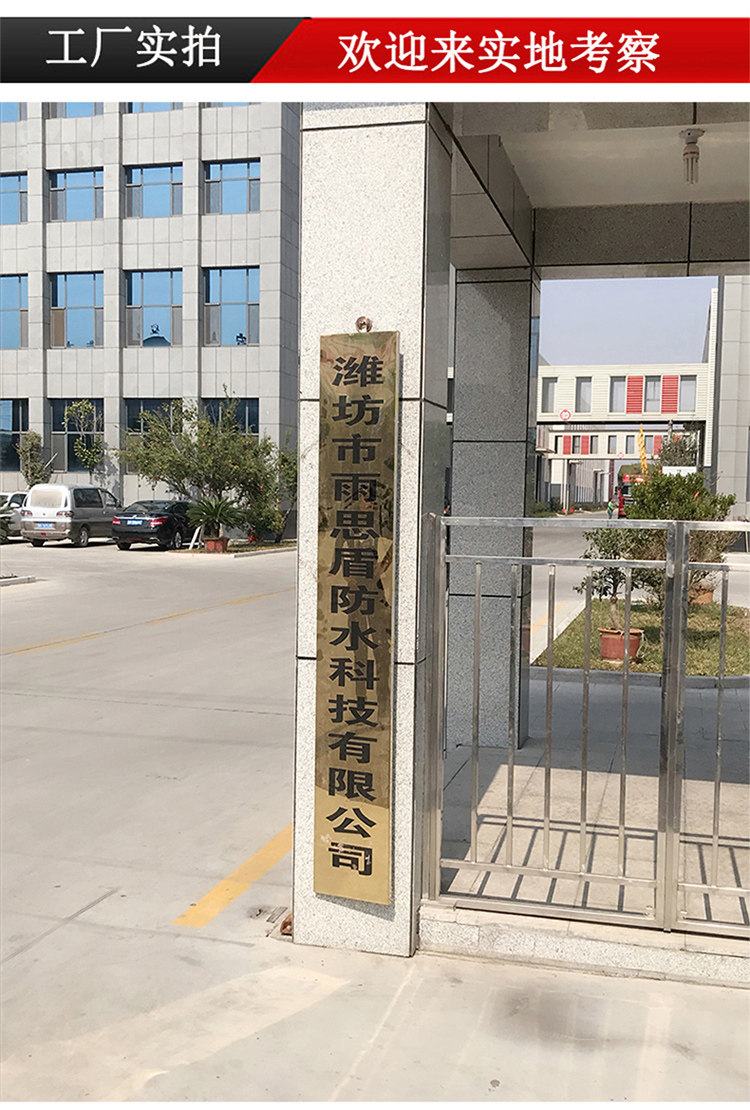 工厂实拍
欢迎来实地考察
潍坊市雨思盾防水科技有限公司